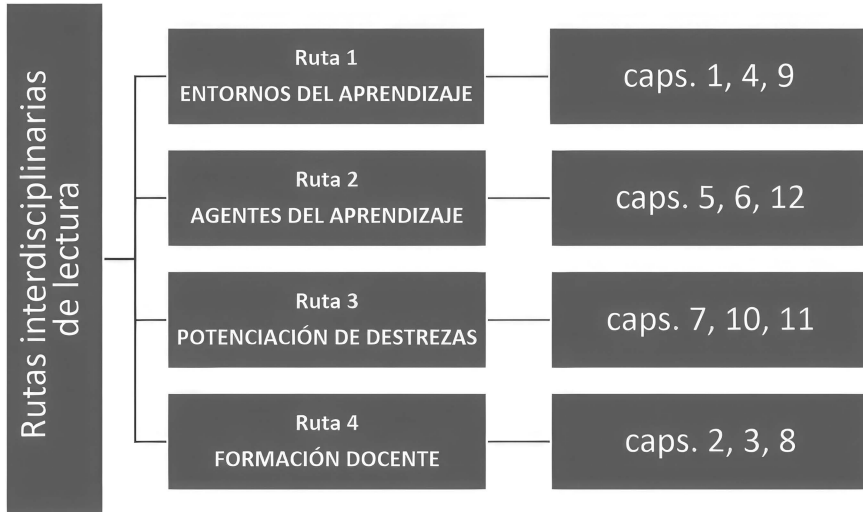 Rutas interdisciplinarias
de lectura
Ruta 1
ENTORNOS DEL APRENDIZAJE
caps. 1, 4, 9
Ruta 2
AGENTES DEL APRENDIZAJE
caps. 5, 6, 12
Ruta 3
POTENCIACIÓN DE DESTREZAS
caps. 7, 10, 11
Ruta 4
FORMACIÓN DOCENTE
caps. 2, 3, 8